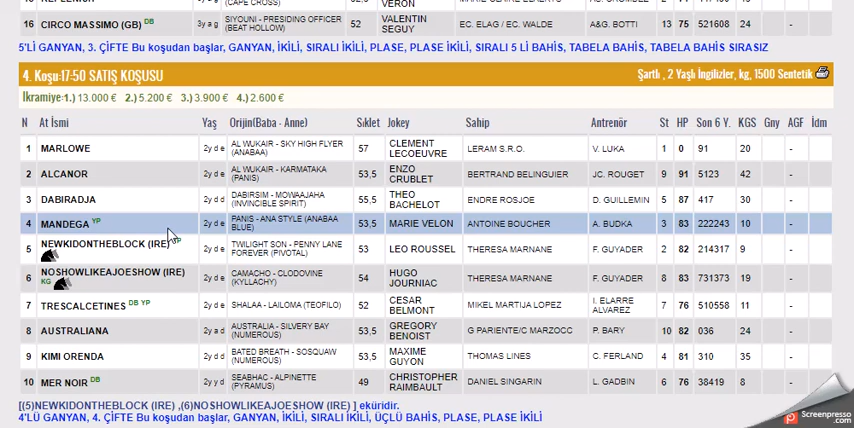 VERON
16 CIRCO MASSIMO (GB) DB 3y a g SIYOUNI - PRESIDING OFFICER (BEAT HOLLOW) 52 VALENTIN SEGUY EC. ELAG / EC. WALDE A&G. BOTTI 13 75 521608 24 -
5'Lİ GANYAN, 3. ÇİFTE Bu koşudan başlar, GANYAN, İKİLİ, SIRALI İKİLİ, PLASE, PLASE İKİLİ, SIRALI 5 Lİ BAHİS, TABELA BAHİS, TABELA BAHİS SIRASIZ
4. Koşu:17:50 SATIŞ KOŞUSU Şartlı , 2 Yaşlı İngilizler, kg, 1500 Sentetik
Ikramiye:1.) 13.000 € 2.) 5.200 € 3.) 3.900 € 4.) 2.600 €
N At İsmi Yaş Orijin(Baba - Anne) Sıklet Jokey Sahip Antrenör St HP Son 6 Y. KGS Gny AGF İdm
1 MARLOWE 2y d e AL WUKAIR - SKY HIGH FLYER (ANABAA) 57 CLEMENT LECOEUVRE LERAM S.R.O. V. LUKA 1 0 91 20 -
2 ALCANOR 2y d e AL WUKAIR - KARMATAKA (PANIS) 53,5 ENZO CRUBLET BERTRAND BELINGUIER JC. ROUGET 9 91 5123 42 -
3 DABIRADJA 2y d d DABIRSIM - MOWAAJAHA (INVINCIBLE SPIRIT) 55,5 THEO BACHELOT ENDRE ROSJOE D. GUILLEMIN 5 87 417 30 -
4 MANDEGA YP 2y d e PANIS - ANA STYLE (ANABAA BLUE) 53,5 MARIE VELON ANTOINE BOUCHER A. BUDKA 3 83 222243 10 -
5 NEWKIDONTHEBLOCK (IRE) YP 2y d e TWILIGHT SON - PENNY LANE FOREVER (PIVOTAL) 53 LEO ROUSSEL THERESA MARNANE F. GUYADER 2 82 214317 9 -
6 NOSHOWLIKEAJOESHOW (IRE) KG 2y d e CAMACHO - CLODOVINE (KYLLACHY) 54 HUGO JOURNIAC THERESA MARNANE F. GUYADER 8 83 731373 19 -
7 TRESCALCETINES DB YP 2y d e SHALAA - LAILOMA (TEOFILO) 52 CESAR BELMONT MIKEL MARTIJA LOPEZ I. ELARRE ALVAREZ 7 76 510558 11 -
8 AUSTRALIANA 2y a d AUSTRALIA - SILVERY BAY (NUMEROUS) 53,5 GREGORY BENOIST G PARIENTE/C MARZOCC P. BARY 10 82 036 24 -
9 KIMI ORENDA 2y d d BATED BREATH - SOSQUAW (NUMEROUS) 53,5 MAXIME GUYON THOMAS LINES C. FERLAND 4 81 310 35 -
10 MER NOIR DB 2y y d SEABHAC - ALPINETTE (PYRAMUS) 49 CHRISTOPHER RAIMBAULT DANIEL SINGARIN L. GADBIN 6 76 38419 8 -
[(5)NEWKIDONTHEBLOCK (IRE) ,(6)NOSHOWLIKEAJOESHOW (IRE) ] eküridir.
4'LÜ GANYAN, 4. ÇİFTE Bu koşudan başlar, GANYAN, İKİLİ, SIRALI İKİLİ, ÜÇLÜ BAHİS, PLASE, PLASE İKİLİ
Screenpresso
.com